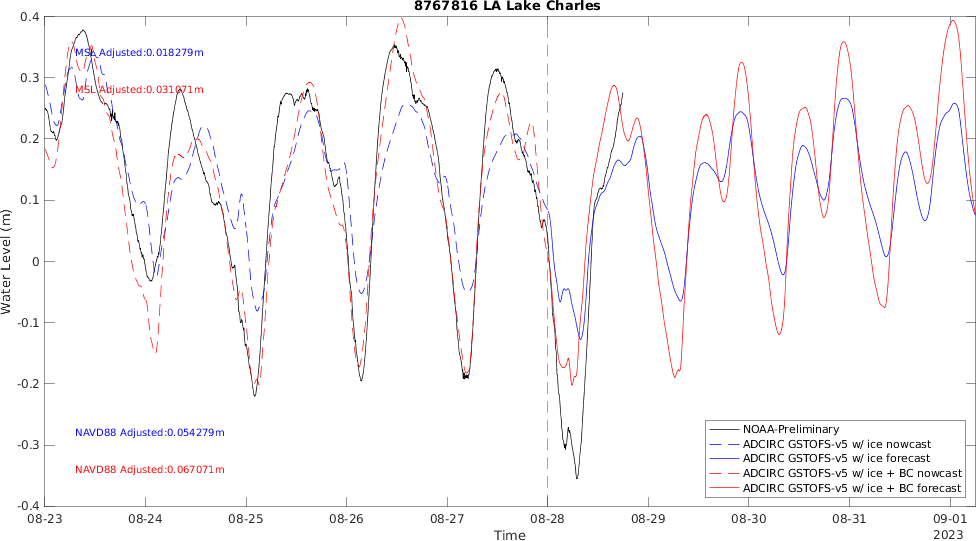 8767816 LA Lake Charles
0.4
0.3
0.2
0.1
0
-0.1
-0.2
-0.3
-0.4
Water Level (m)
MSL Adjusted:0.018279m
MSL Adjusted:0.031071m
NAVD88 Adjusted:0.054279m
NAVD88 Adjusted:0.067071m
NOAA-Preliminary
ADCIRC GSTOFS-v5 w/ ice nowcast
ADCIRC GSTOFS-v5 w/ ice forecast
ADCIRC GSTOFS-v5 w/ ice + BC nowcast
ADCIRC GSTOFS-v5 w/ ice + BC forecast
08-23 08-24 08-25 08-26 08-27 08-28 08-29 08-30 08-31 09-01
2023
Time